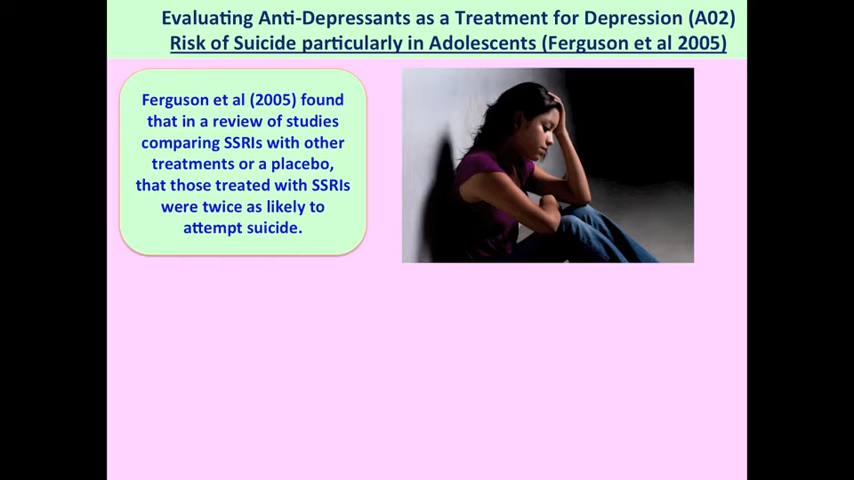 Evaluating Anti-Depressants as a Treatment for Depression (A02)
Risk of Suicide particularly in Adolescents (Ferguson et al 2005)
Ferguson et al (2005) found
that in a review of studies
comparing SSRIs with other
treatments or a placebo,
that those treated with SSRIs
were twice as likely to
attempt suicide.